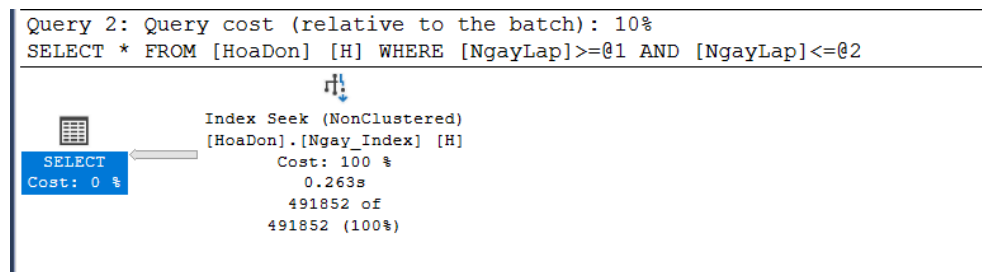 Query 2: Query cost (relative to the batch): 10%
SELECT * FROM [HoaDon] [H] WHERE [NgayLap]>=@1 AND [NgayLap]<=@2
Index Seek (NonClustered)
[HoaDon].[Ngay_Index] [H]
Cost: 100 %
0.263s
491852 of
491852 (100%)
SELECT
Cost: 0 %